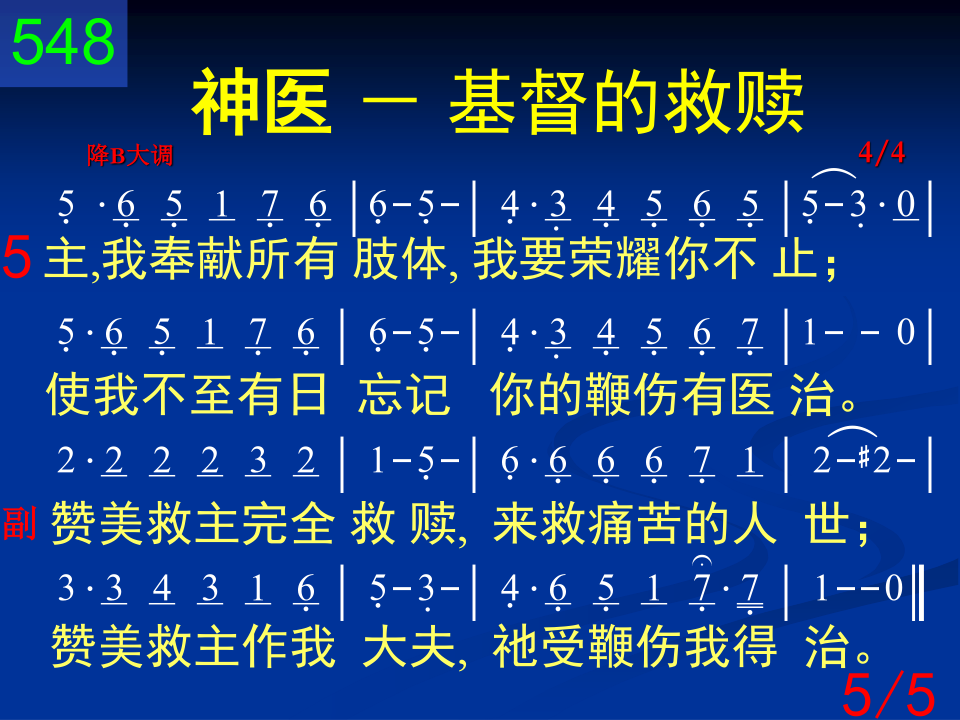 548
神医 － 基督的救赎
降B大调 4/4
5 · 6 5 1 7 6 | 6 - 5 - | 4 · 3 4 5 6 5 | 5 - 3 · 0 |
5 主,我奉献所有 肢体, 我要荣耀你不 止；
5 · 6 5 1 7 6 | 6 - 5 - | 4 · 3 4 5 6 7 | 1 - - 0 |
使我不至有日 忘记 你的鞭伤有医 治。
2 · 2 2 2 3 2 | 1 - 5 - | 6 · 6 6 6 7 1 | 2 - #2 - |
副 赞美救主完全 救 赎, 来救痛苦的人 世；
3 · 3 4 3 1 6 | 5 - 3 - | 4 · 6 5 1 7 · 7 | 1 - - 0 ‖
赞美救主作我 大夫, 祂受鞭伤我得 治。
5/5